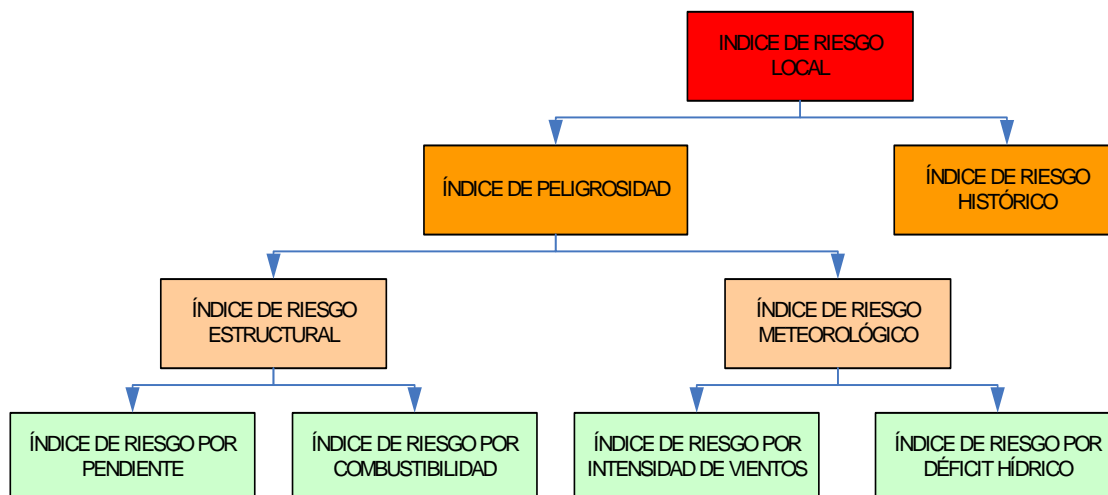 INDICE DE RIESGO
LOCAL
ÍNDICE DE PELIGROSIDAD
ÍNDICE DE RIESGO
HISTÓRICO
ÍNDICE DE RIESGO
ESTRUCTURAL
ÍNDICE DE RIESGO
METEOROLÓGICO
ÍNDICE DE RIESGO POR
PENDIENTE
ÍNDICE DE RIESGO POR
COMBUSTIBILIDAD
ÍNDICE DE RIESGO POR
INTENSIDAD DE VIENTOS
ÍNDICE DE RIESGO POR
DÉFICIT HÍDRICO